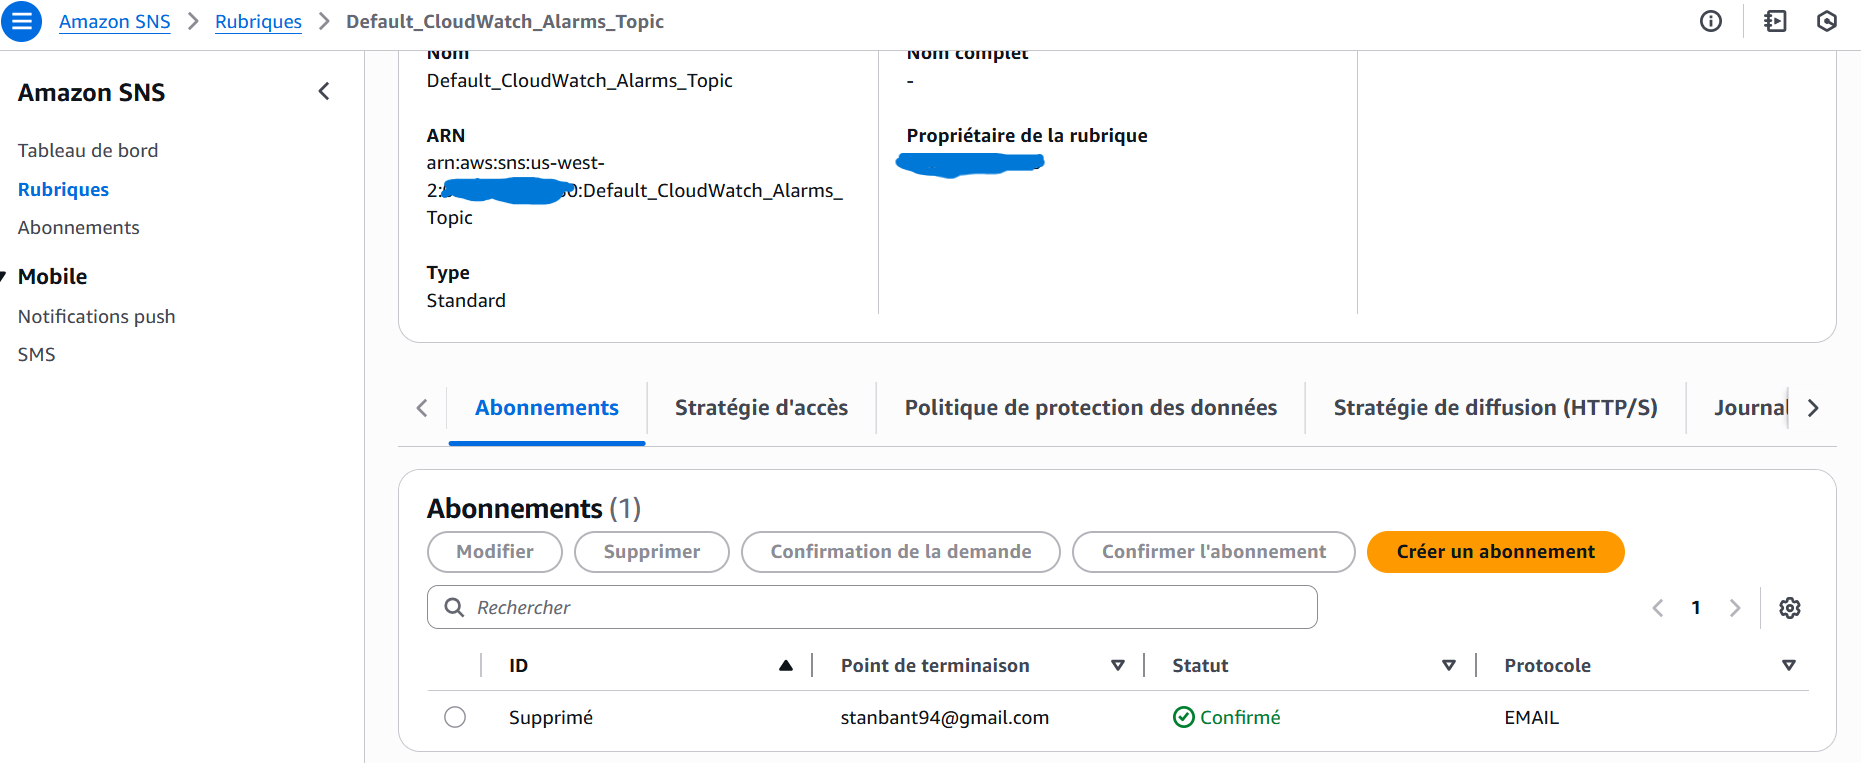 Amazon SNS > Rubriques > Default_CloudWatch_Alarms_Topic
Amazon SNS
Tableau de bord
Rubriques
Abonnements
Mobile
Notifications push
SMS
Nom
Default_CloudWatch_Alarms_Topic
ARN
arn:aws:sns:us-west-
2: 0:Default_CloudWatch_Alarms_
Topic
Type
Standard
Nom complet
-
Propriétaire de la rubrique
Abonnements
Stratégie d'accès
Politique de protection des données
Stratégie de diffusion (HTTP/S)
Journal
Abonnements (1)
Modifier
Supprimer
Confirmation de la demande
Confirmer l'abonnement
Créer un abonnement
Rechercher
1
ID
Point de terminaison
Statut
Protocole
Supprimé
stanbant94@gmail.com
Confirmé
EMAIL